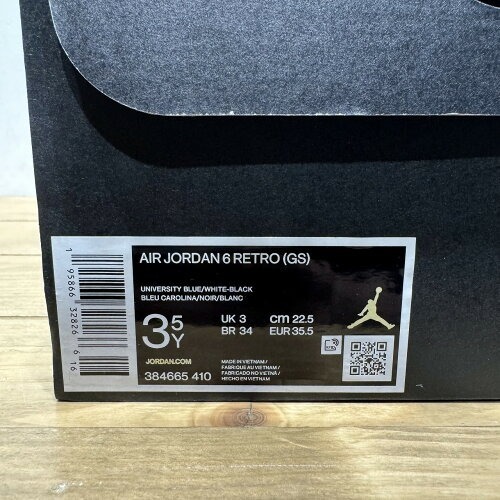 AIR JORDAN 6 RETRO (GS)
UNIVERSITY BLUE/WHITE-BLACK
BLEU CAROLINA/NOIR/BLANC
3.5Y
UK 3 cm 22.5
BR 34 EUR 35.5
JORDAN.COM
384665 410
MADE IN VIETNAM /
FABRIQUE AU VIETNAM /
FABRICADO NO VIETNÃ /
HECHO EN VIETNAM
1 95866 32826 6 16